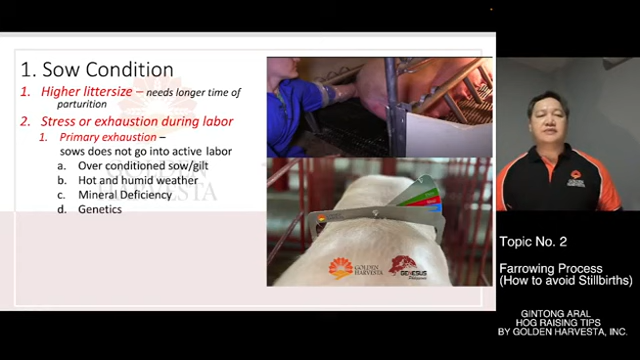 1. Sow Condition
1. Higher littersize – needs longer time of
parturition
2. Stress or exhaustion during labor
1. Primary exhaustion –
sows does not go into active labor
a. Over conditioned sow/gilt
b. Hot and humid weather
c. Mineral Deficiency
d. Genetics
GOLDEN
HARVESTA
GENESUS
GOLDEN
HARVESTA
Topic No. 2
Farrowing Process
(How to avoid Stillbirths)
GINTONG ARAL
HOG RAISING TIPS
BY GOLDEN HARVESTA, INC.